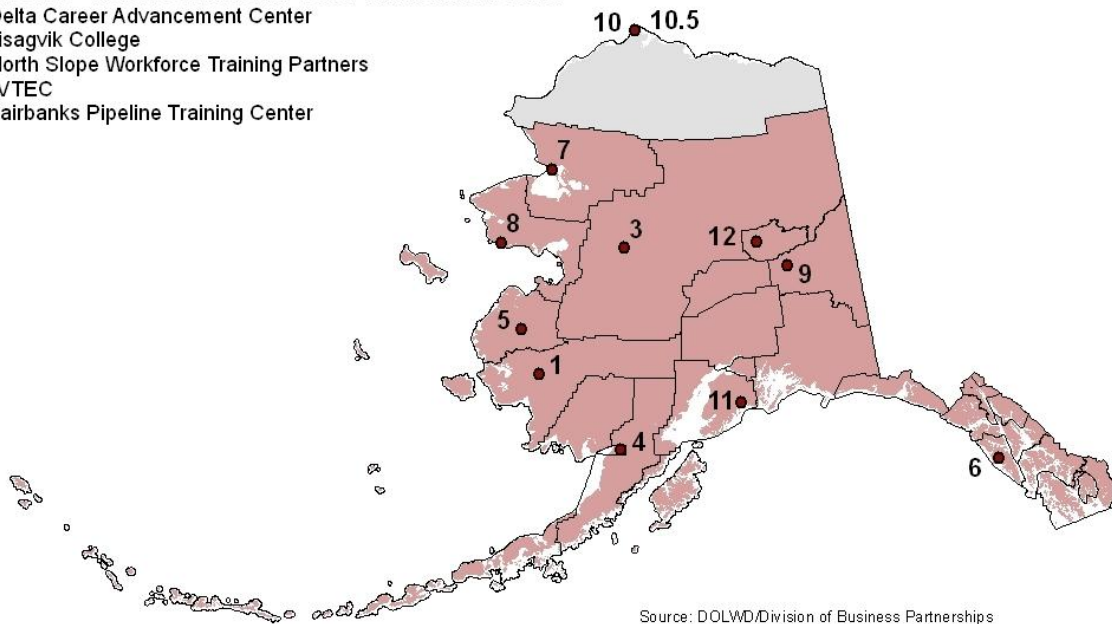 elta Career Advancement Center
isagvik College
orth Slope Workforce Training Partners
VTEC
airbanks Pipeline Training Center
10 10.5
7
8
3
12
9
5
1
11
4
6
Source: DOLWD/Division of Business Partnerships